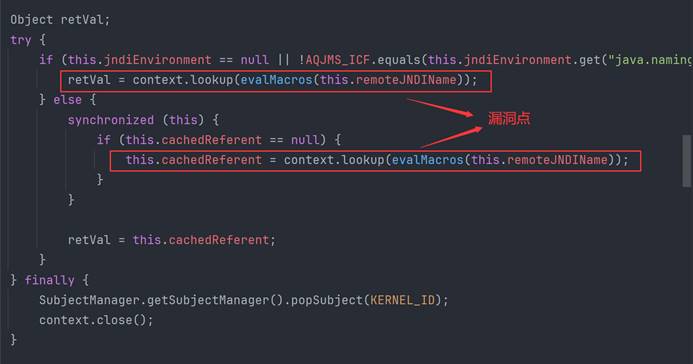 Object retVal;
try {
if (this.jndiEnvironment == null || !AQJMS_ICF.equals(this.jndiEnvironment.get("java.naming
retVal = context.lookup(evalMacros(this.remoteJNDIName));
} else {
synchronized (this) {
漏洞点
if (this.cachedReferent == null) {
this.cachedReferent = context.lookup(evalMacros(this.remoteJNDIName));
}
}
retVal = this.cachedReferent;
}
} finally {
SubjectManager.getSubjectManager().popSubject(KERNEL_ID);
context.close();
}